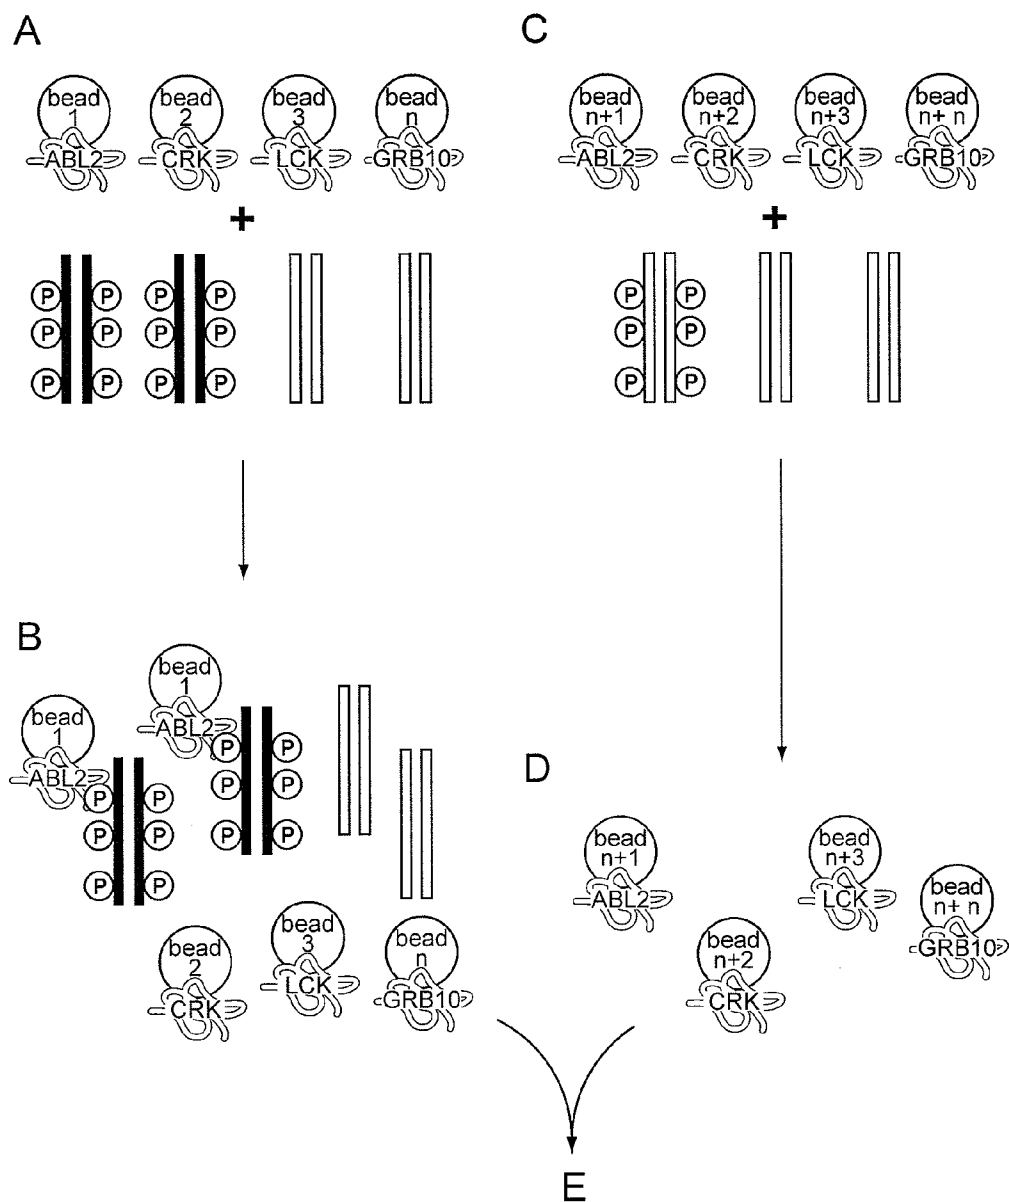 A
bead 1 ABL2
bead 2 CRK
bead 3 LCK
bead n GRB10
+
P P P P
P P P P
P P P P
C
bead n+1 ABL2
bead n+2 CRK
bead n+3 LCK
bead n+ n GRB10
+
P P
P P
P P
B
bead 1 ABL2
bead 1 ABL2
P P
P P
P P
P P
P P
P P
bead 2 CRK
bead 3 LCK
bead n GRB10
D
bead n+1 ABL2
bead n+2 CRK
bead n+3 LCK
bead n+ n GRB10
E